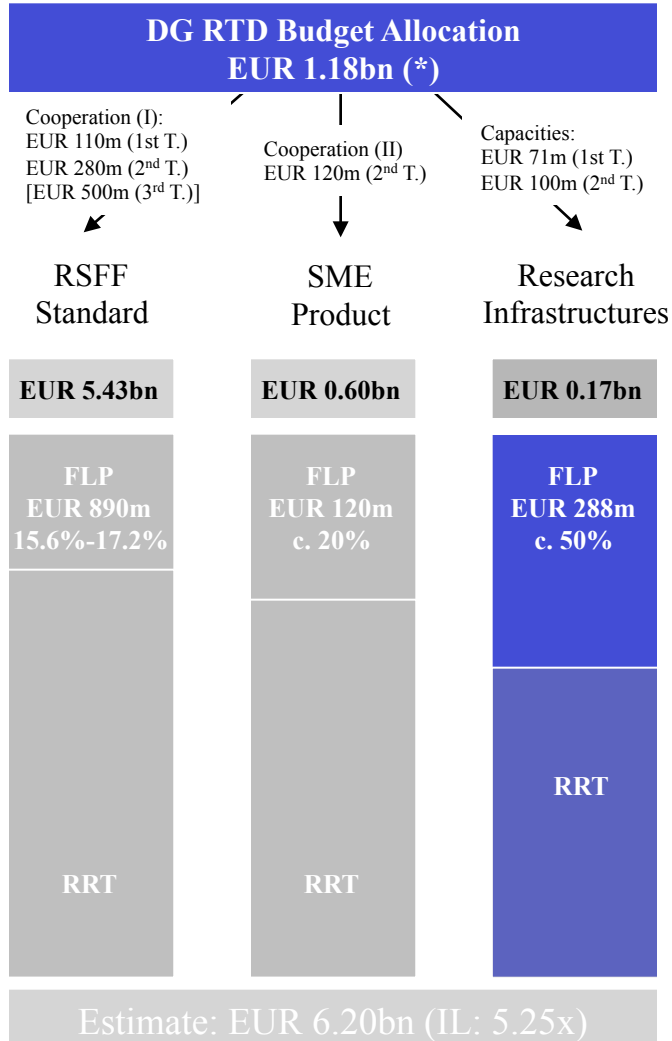 DG RTD Budget Allocation
EUR 1.18bn (*)
Cooperation (I):
EUR 110m (1st T.)
EUR 280m (2nd T.)
[EUR 500m (3rd T.)]
Cooperation (II)
EUR 120m (2nd T.)
Capacities:
EUR 71m (1st T.)
EUR 100m (2nd T.)
RSFF
Standard
SME
Product
Research
Infrastructures
EUR 5.43bn
EUR 0.60bn
EUR 0.17bn
FLP
EUR 890m
15.6%-17.2%
FLP
EUR 120m
c. 20%
FLP
EUR 288m
c. 50%
RRT
RRT
RRT
Estimate: EUR 6.20bn (IL: 5.25x)